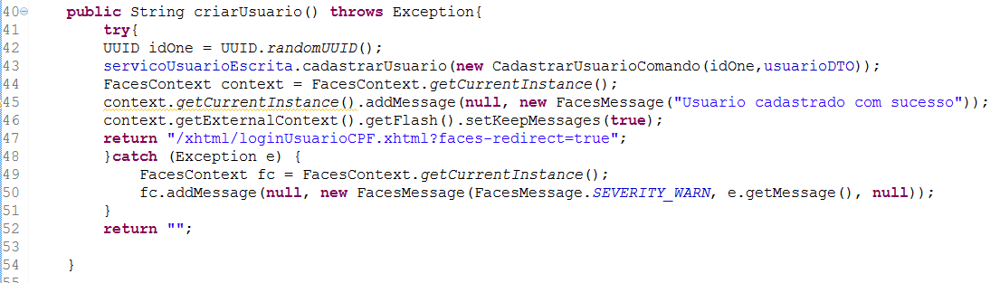 40    public String criarUsuario() throws Exception{
41        try{
42        UUID idOne = UUID.randomUUID();
43        servicoUsuarioEscrita.cadastrarUsuario(new CadastrarUsuarioComando(idOne,usuarioDTO));
44        FacesContext context = FacesContext.getCurrentInstance();
45        context.getCurrentInstance().addMessage(null, new FacesMessage("Usuario cadastrado com sucesso"));
46        context.getExternalContext().getFlash().setKeepMessages(true);
47        return "/xhtml/loginUsuarioCPF.xhtml?faces-redirect=true";
48        }catch (Exception e) {
49            FacesContext fc = FacesContext.getCurrentInstance();
50            fc.addMessage(null, new FacesMessage(FacesMessage.SEVERITY_WARN, e.getMessage(), null));
51        }
52        return "";
53
54    }
55